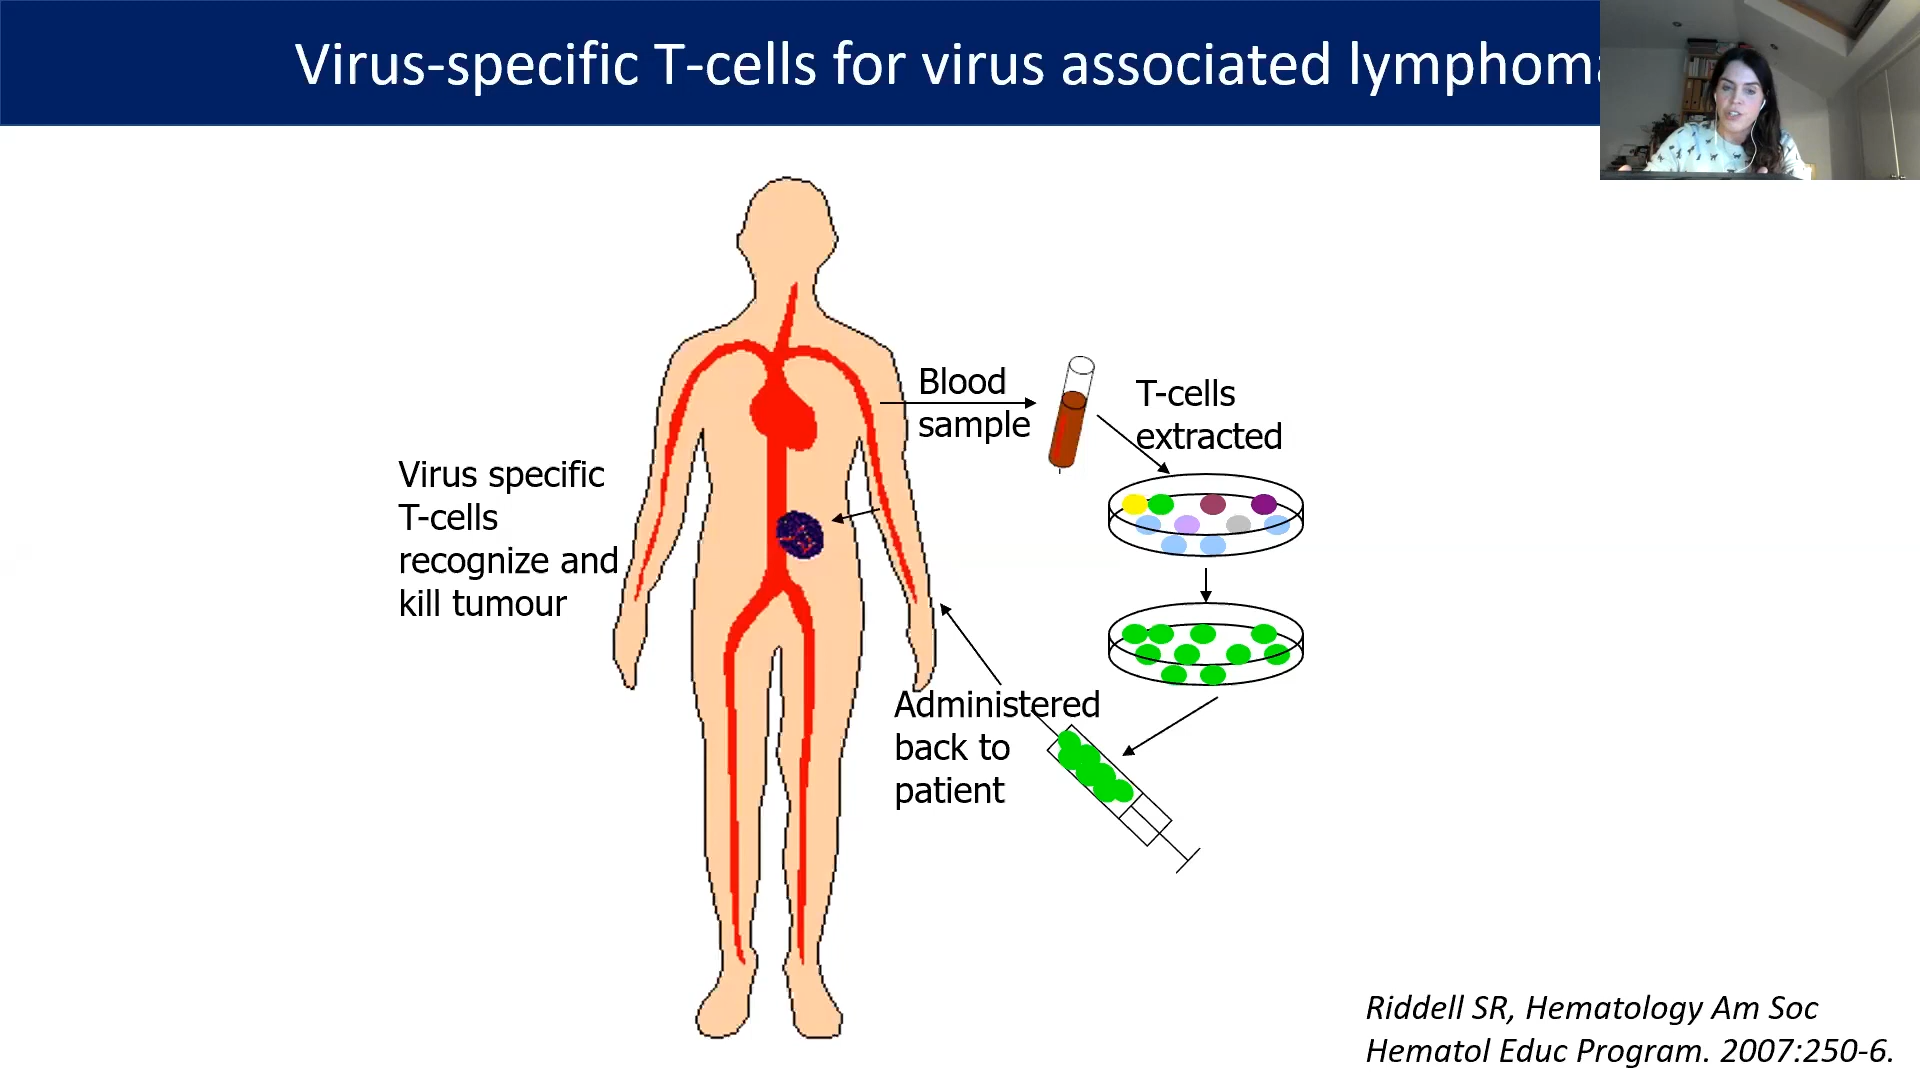 Virus-specific T-cells for virus associated lymphoma
Blood
sample
T-cells
extracted
Virus specific
T-cells
recognize and
kill tumour
Administered
back to
patient
Riddell SR, Hematology Am Soc
Hematol Educ Program. 2007:250-6.